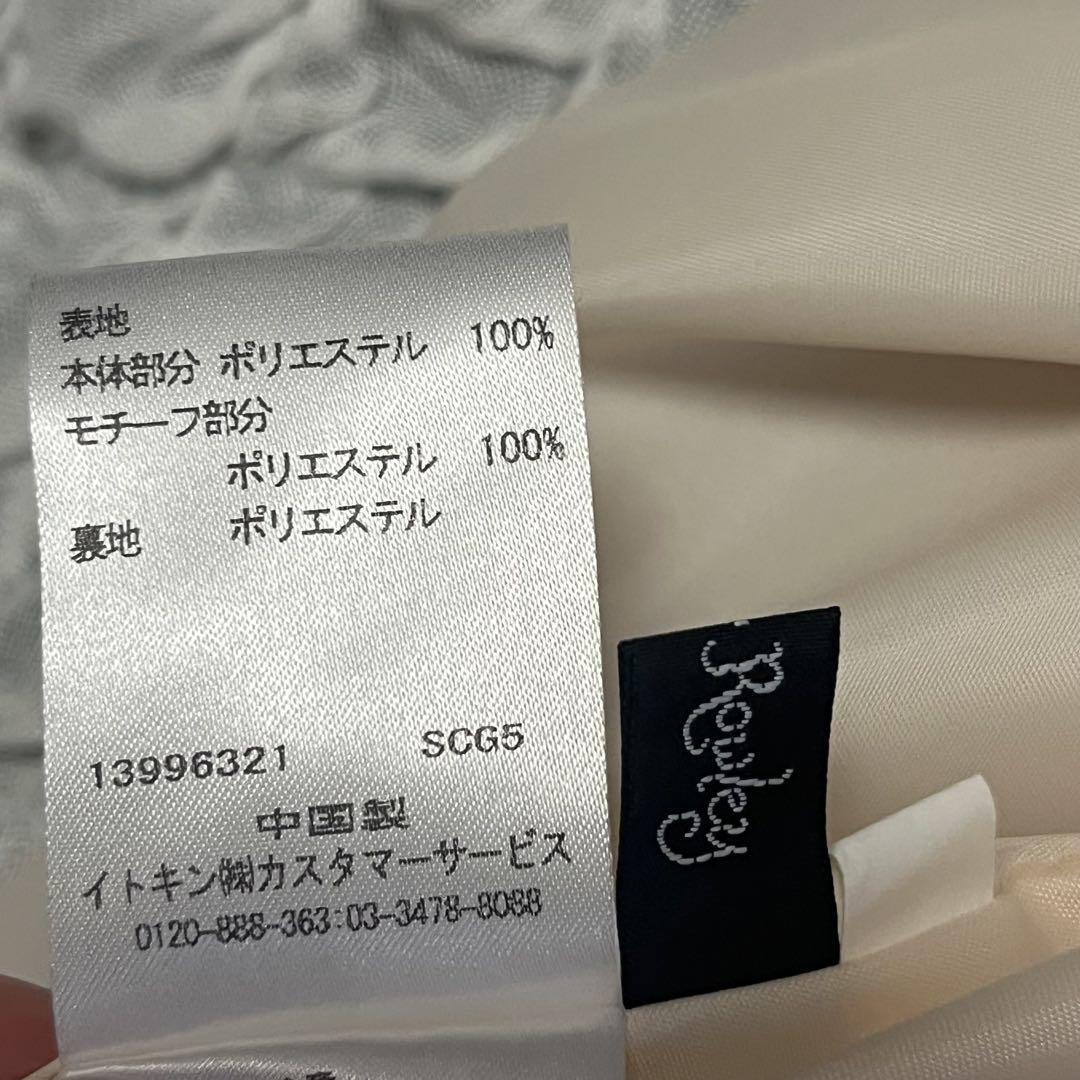 表地
本体部分 ポリエステル 100%
モチーフ部分
ポリエステル 100%
裏地 ポリエステル
13996321 SCG5
中国製
イトキン㈱カスタマーサービス
0120-888-363:03-3478-8088
Rowley